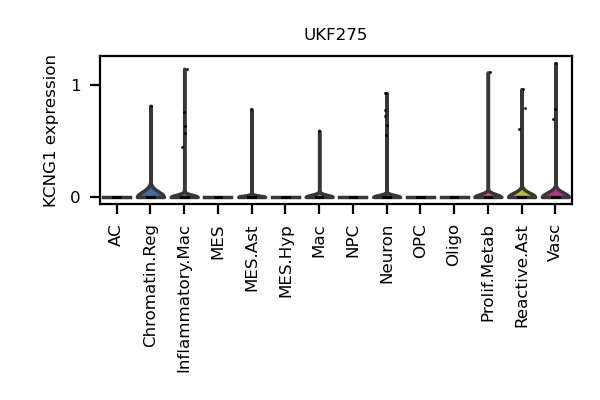 UKF275
KCNG1 expression
1
0
AC
Chromatin.Reg
Inflammatory.Mac
MES
MES.Ast
MES.Hyp
Mac
NPC
Neuron
OPC
Oligo
Prolif.Metab
Reactive.Ast
Vasc